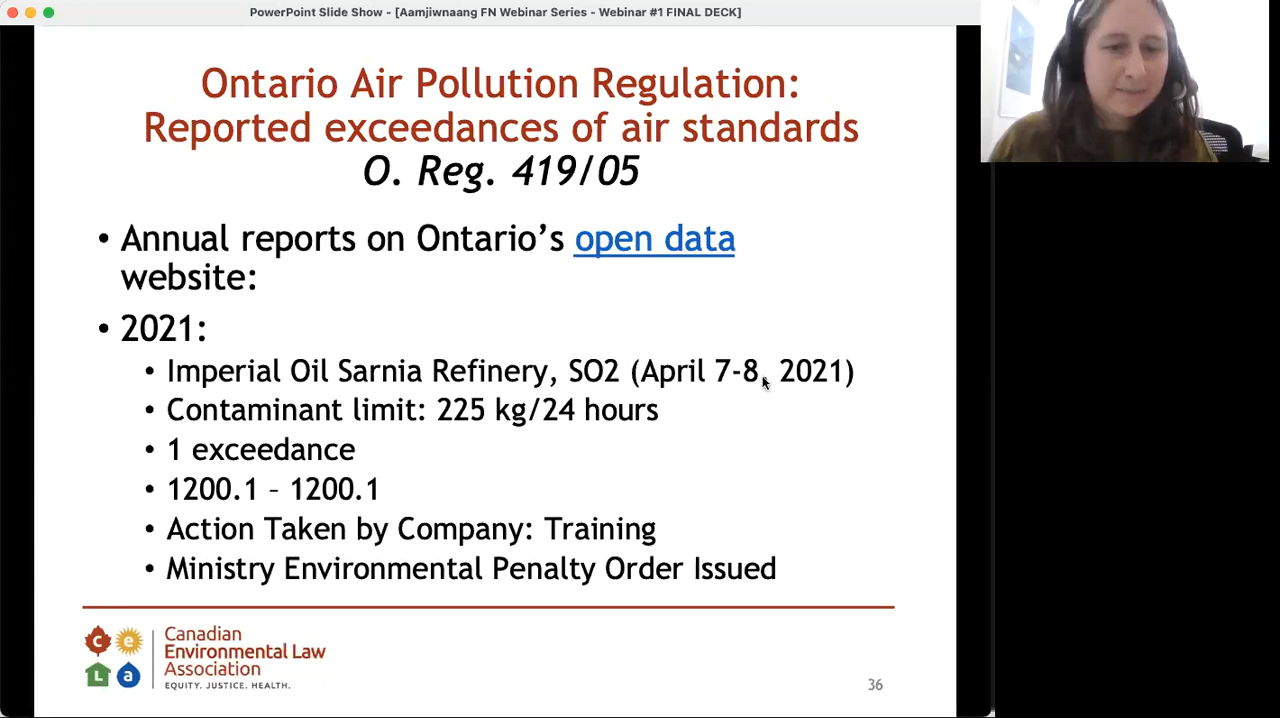 PowerPoint Slide Show - [Aamjiwnaang FN Webinar Series - Webinar #1 FINAL DECK]
Ontario Air Pollution Regulation:
Reported exceedances of air standards
O. Reg. 419/05
• Annual reports on Ontario’s open data
website:
• 2021:
• Imperial Oil Sarnia Refinery, SO2 (April 7-8, 2021)
• Contaminant limit: 225 kg/24 hours
• 1 exceedance
• 1200.1 – 1200.1
• Action Taken by Company: Training
• Ministry Environmental Penalty Order Issued
c e L a
Canadian
Environmental Law
Association
EQUITY. JUSTICE. HEALTH.
36